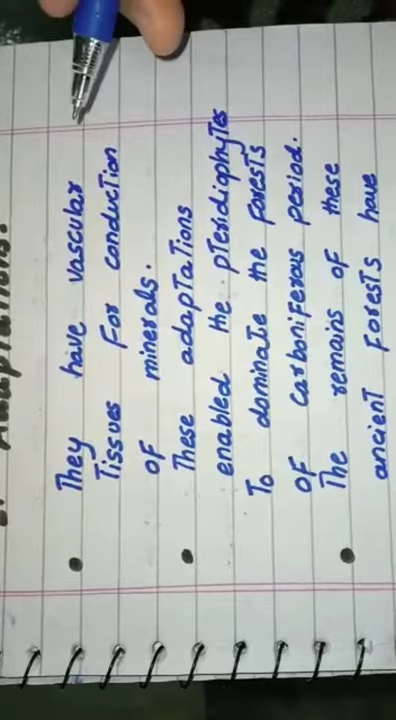 Adaptations:
• They have vascular
Tissues For conduction
of minerals.
• These adaptations
enabled the pteridiophytes
To dominate the forests
of carboniferous period.
• The remains of these
ancient Forests have